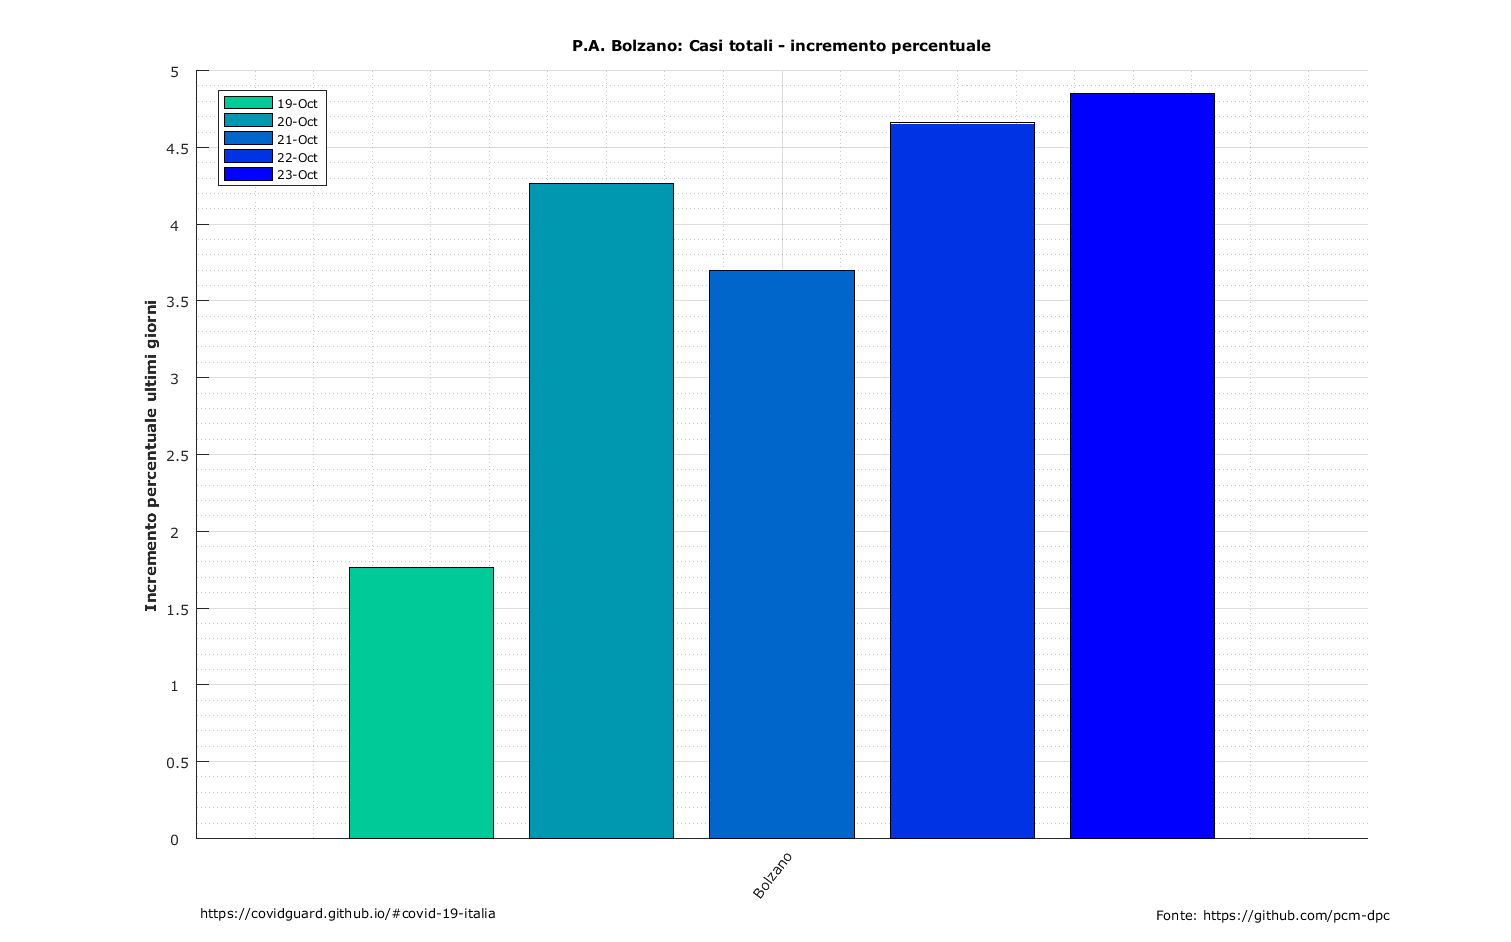 P.A. Bolzano: Casi totali - incremento percentuale
19-Oct
20-Oct
21-Oct
22-Oct
23-Oct
Incremento percentuale ultimi giorni
5
4.5
4
3.5
3
2.5
2
1.5
1
0.5
0
Bolzano
https://covidguard.github.io/#covid-19-italia
Fonte: https://github.com/pcm-dpc